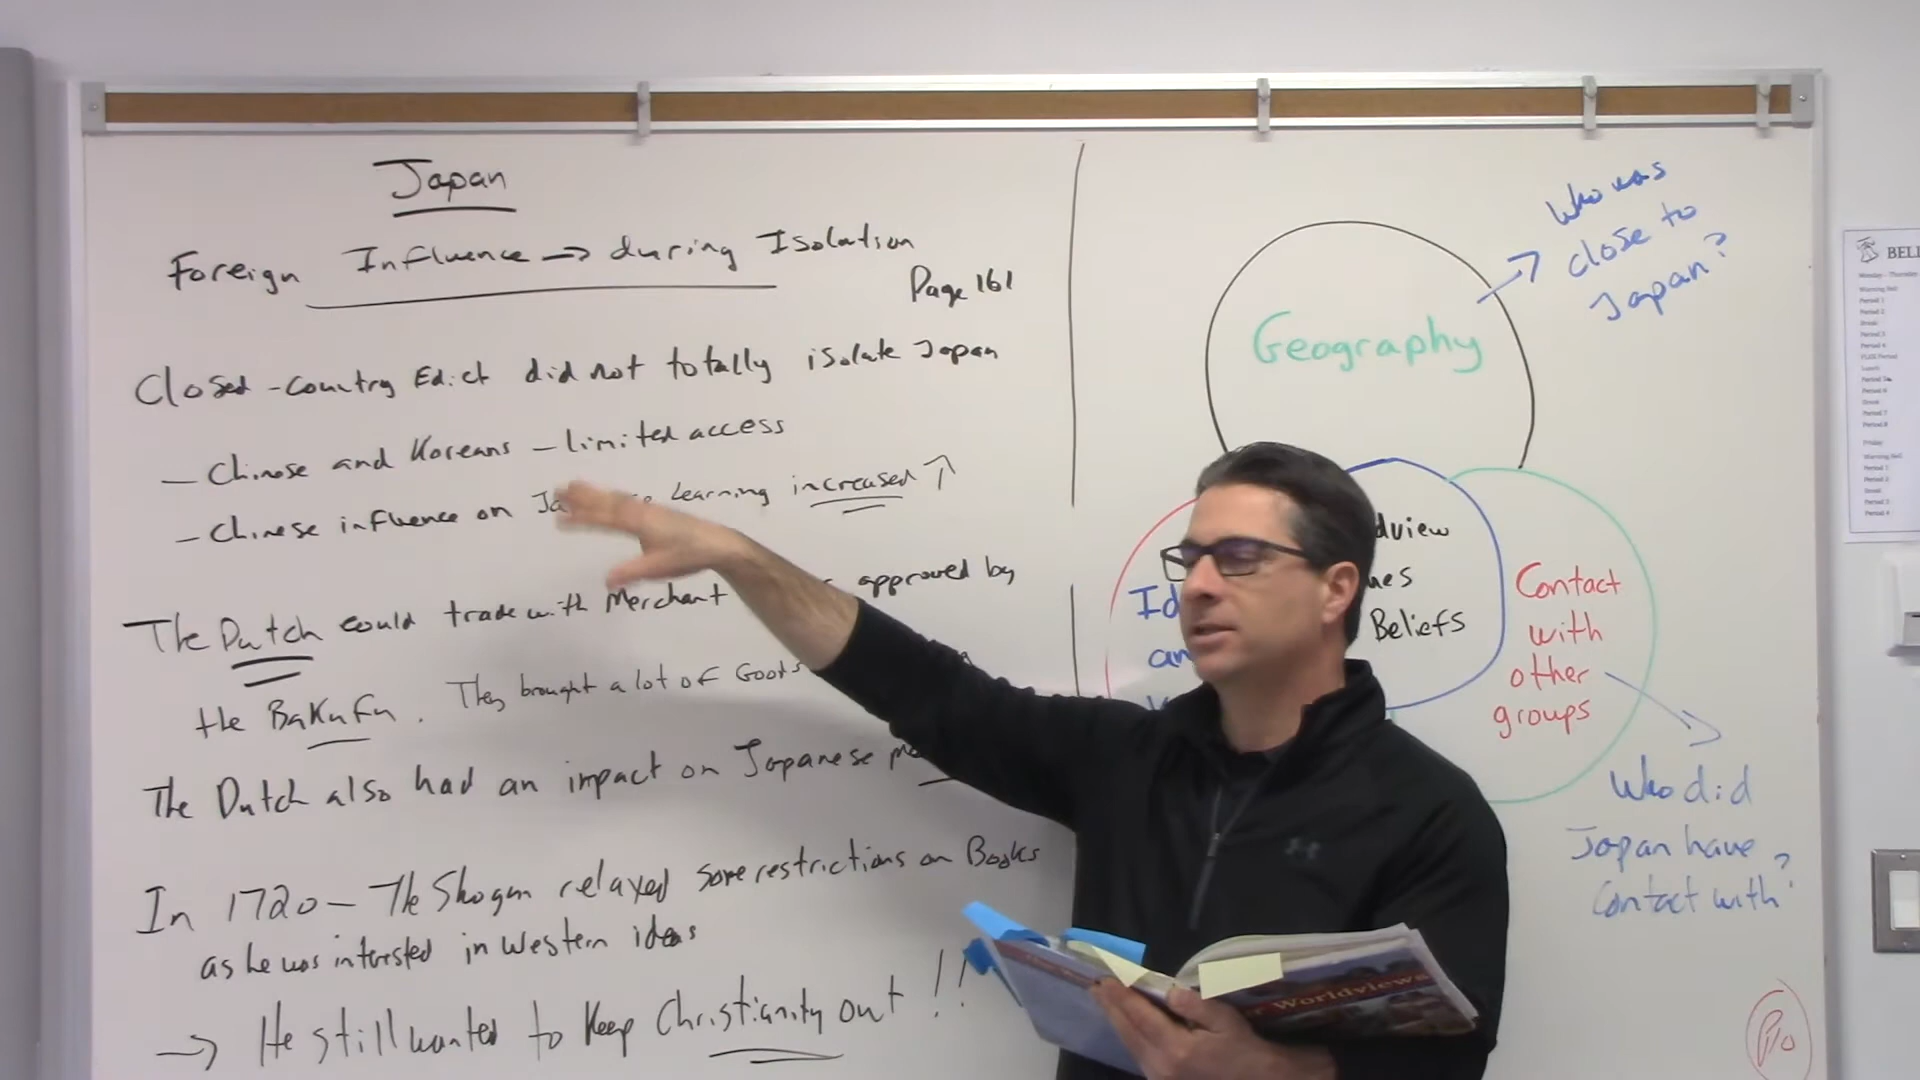 Japan
Foreign Influence → during Isolation
Page 161
Closed-Country Edict did not totally isolate Japan
- Chinese and Koreans - limited access
- Chinese influence on Learning increased ↑
The Dutch could trade with Merchant approved by
the Bakufu. They brought a lot of Goods
The Dutch also had an impact on Japanese
In 1720 - The Shogun relaxed some restrictions on Books
as he was interested in Western ideas
→ He still wanted to Keep Christianity out !!
Geography
Who was
close to
Japan?
Beliefs
Contact
with
other
groups
Who did
Japan have
Contact with?
BELL
Worldviews